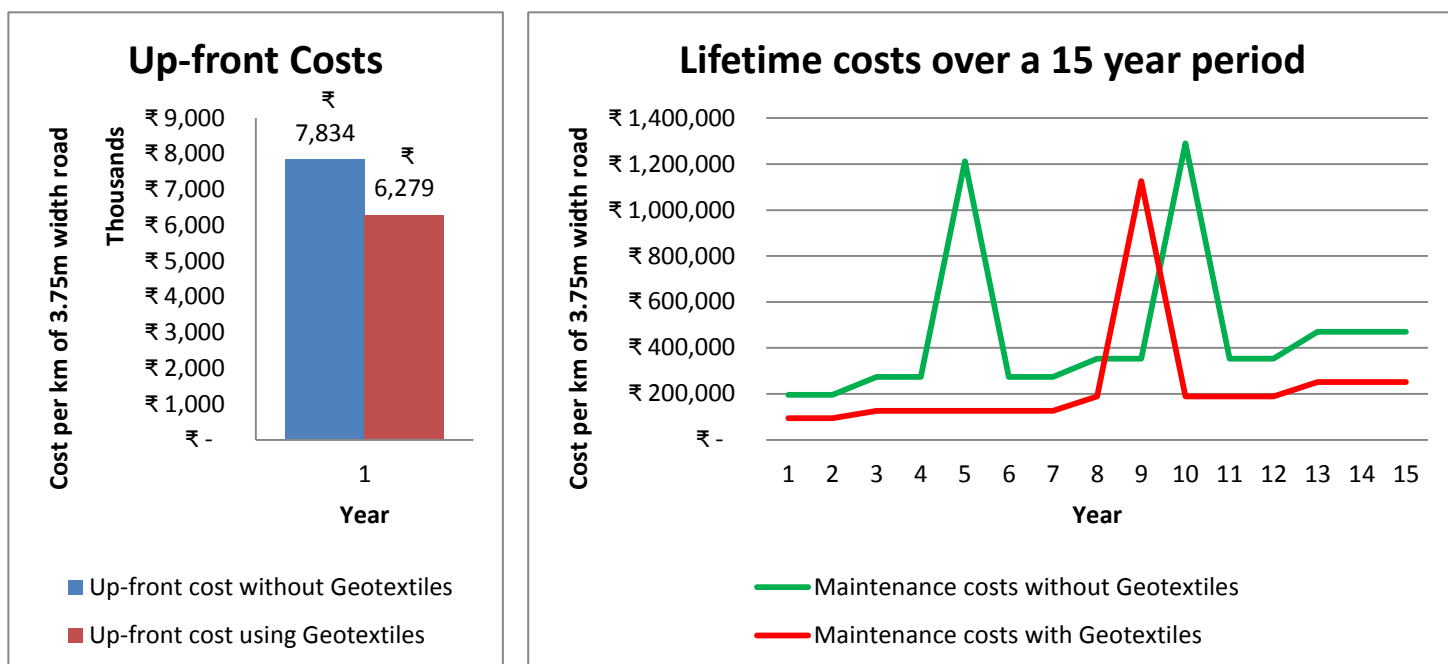 Up-front Costs
Cost per km of 3.75m width road
Thousands
₹ 9,000
₹ 8,000
₹ 7,000
₹ 6,000
₹ 5,000
₹ 4,000
₹ 3,000
₹ 2,000
₹ 1,000
₹ -
₹
7,834
₹
6,279
1
Year
Up-front cost without Geotextiles
Up-front cost using Geotextiles
Lifetime costs over a 15 year period
Cost per km of 3.75m width road
₹ 1,400,000
₹ 1,200,000
₹ 1,000,000
₹ 800,000
₹ 600,000
₹ 400,000
₹ 200,000
₹ -
1 2 3 4 5 6 7 8 9 10 11 12 13 14 15
Year
Maintenance costs without Geotextiles
Maintenance costs with Geotextiles